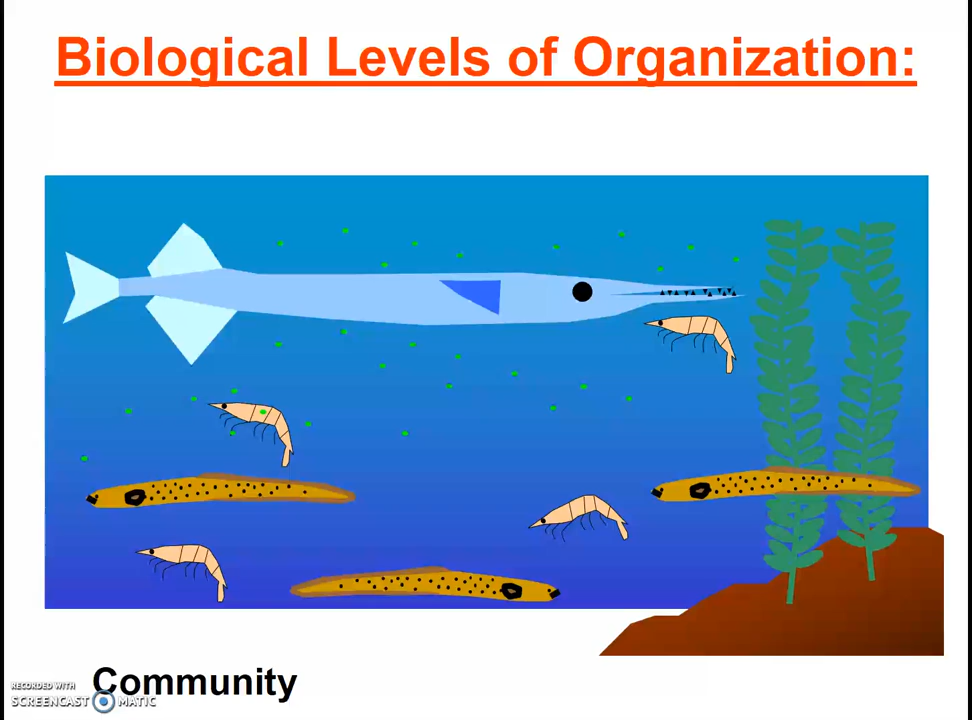 Biological Levels of Organization:
Community
RECORDED WITH
SCREENCAST MATIC